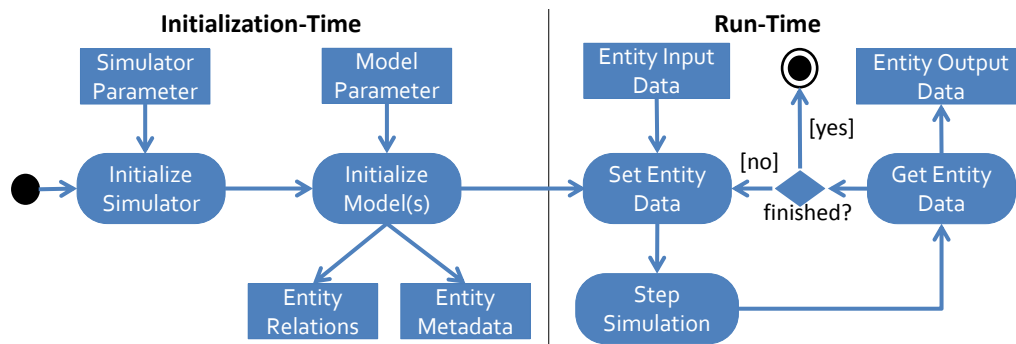 Initialization-Time
Run-Time
Simulator
Parameter
Model
Parameter
Entity Input
Data
Entity Output
Data
[yes]
[no]
Initialize
Simulator
Initialize
Model(s)
Set Entity
Data
finished?
Get Entity
Data
Entity
Relations
Entity
Metadata
Step
Simulation